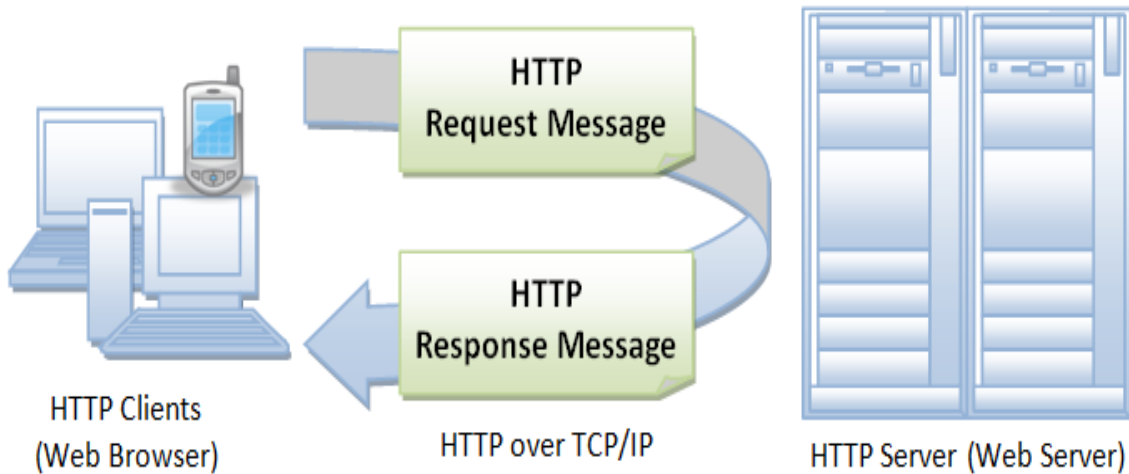 HTTP
Request Message
HTTP
Response Message
HTTP Clients
(Web Browser)
HTTP over TCP/IP
HTTP Server (Web Server)